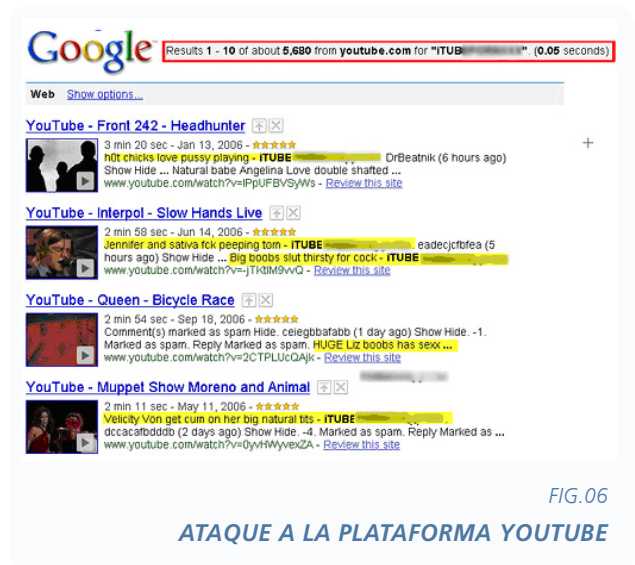 Google
Results 1 - 10 of about 5,680 from youtube.com for "iTUB ". (0.05 seconds)
Web Show options...
YouTube - Front 242 - Headhunter
3 min 20 sec - Jan 13, 2006 -
h0t chicks love pussy playing - iTUBE DrBeatnik (6 hours ago)
Show Hide ... Natural babe Angelina Love double shafted ...
www.youtube.com/watch?v=IPpUFBVSyWs - Review this site
YouTube - Interpol - Slow Hands Live
2 min 58 sec - Jun 14, 2006 -
Jennifer and sativa fck peeping tom - iTUBE eadecjcfbfea (5
hours ago) Show Hide ... Big boobs slut thirsty for cock - iTUBE
www.youtube.com/watch?v=-jTKtlM9vvQ - Review this site
YouTube - Queen - Bicycle Race
2 min 54 sec - Sep 18, 2006 -
Comment(s) marked as spam Hide. ceiegbbafabb (1 day ago) Show Hide. -1.
Marked as spam. Reply Marked as spam. HUGE Liz boobs has sexx ...
www.youtube.com/watch?v=2CTPLUcQAjk - Review this site
YouTube - Muppet Show Moreno and Animal
2 min 11 sec - May 11, 2006 -
Velicity Von get cum on her big natural tits - iTUBE
dccacafbdddb (2 days ago) Show Hide. -4. Marked as spam. Reply Marked as ...
www.youtube.com/watch?v=0yvHWyvexZA - Review this site
FIG.06
ATAQUE A LA PLATAFORMA YOUTUBE